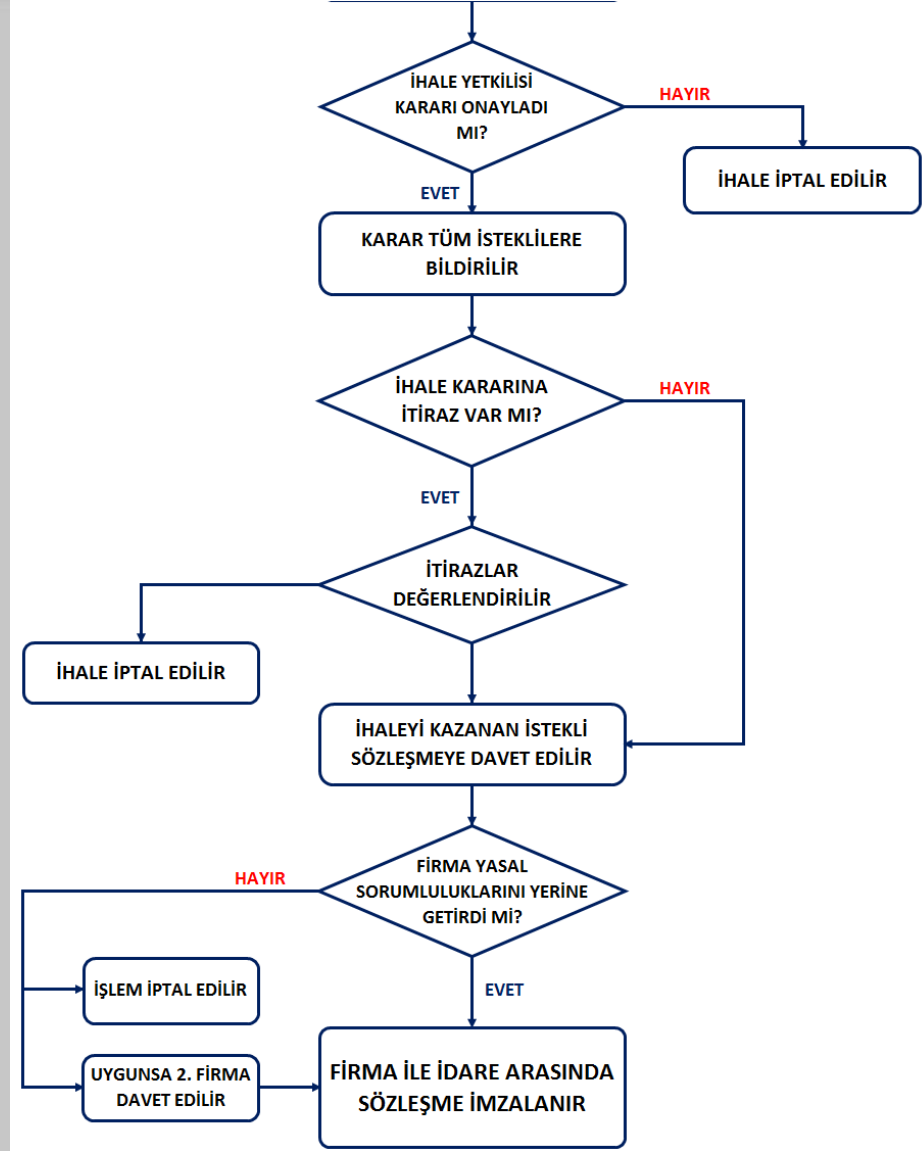 İHALE YETKİLİSİ
KARARI ONAYLADI
MI?
HAYIR
İHALE İPTAL EDİLİR
EVET
KARAR TÜM İSTEKLİLERE
BİLDİRİLİR
İHALE KARARINA
İTİRAZ VAR MI?
HAYIR
EVET
İTİRAZLAR
DEĞERLENDİRİLİR
İHALE İPTAL EDİLİR
İHALEYİ KAZANAN İSTEKLİ
SÖZLEŞMEYE DAVET EDİLİR
FİRMA YASAL
SORUMLULUKLARINI YERİNE
GETİRDİ Mİ?
HAYIR
İŞLEM İPTAL EDİLİR
EVET
UYGUNSA 2. FİRMA
DAVET EDİLİR
FİRMA İLE İDARE ARASINDA
SÖZLEŞME İMZALANIR